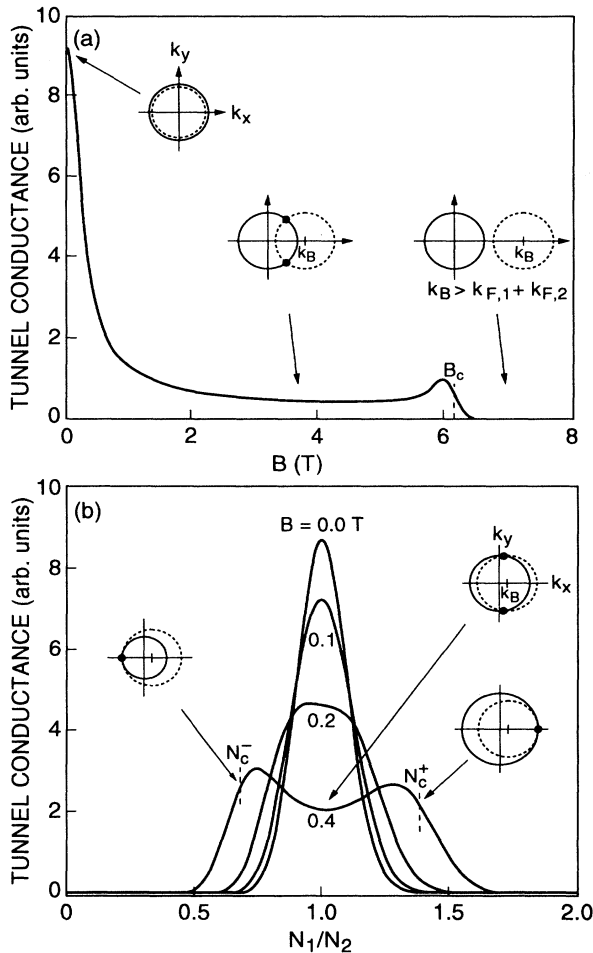 (a)
TUNNEL CONDUCTANCE (arb. units)
10
8
6
4
2
0
k_y
k_x
k_B
k_B
k_B > k_F,1 + k_F,2
B_c
0 2 4 6 8
B (T)
(b)
TUNNEL CONDUCTANCE (arb. units)
10
8
6
4
2
0
B = 0.0 T
0.1
0.2
0.4
k_y
k_x
k_B
N_c^-
N_c^+
0 0.5 1.0 1.5 2.0
N_1/N_2